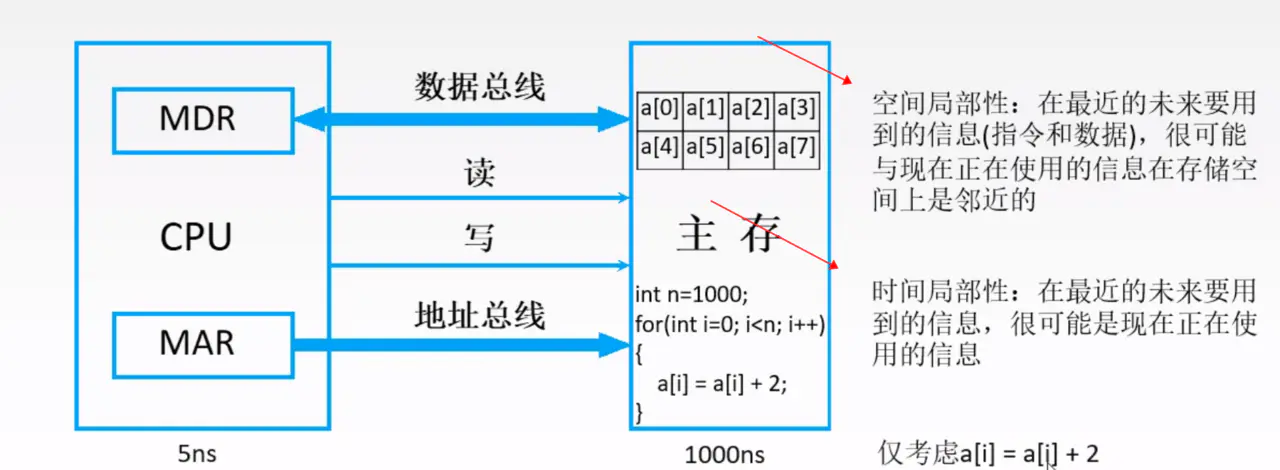 MDR
CPU
MAR
5ns
数据总线
读
写
地址总线
a[0] a[1] a[2] a[3]
a[4] a[5] a[6] a[7]
主 存
int n=1000;
for(int i=0; i<n; i++)
{
a[i] = a[i] + 2;
}
1000ns
空间局部性：在最近的未来要用
到的信息(指令和数据)，很可能
与现在正在使用的信息在存储空
间上是邻近的
时间局部性：在最近的未来要用
到的信息，很可能是现在正在使
用的信息
仅考虑a[i] = a[i] + 2